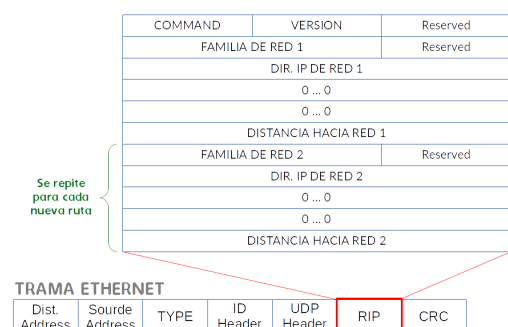 COMMAND VERSION Reserved
FAMILIA DE RED 1 Reserved
DIR. IP DE RED 1
0 ... 0
0 ... 0
DISTANCIA HACIA RED 1
FAMILIA DE RED 2 Reserved
DIR. IP DE RED 2
0 ... 0
0 ... 0
DISTANCIA HACIA RED 2
Se repite
para cada
nueva ruta
TRAMA ETHERNET
Dist. Sourde ID UDP
TYPE RIP CRC
Address Address Header Header